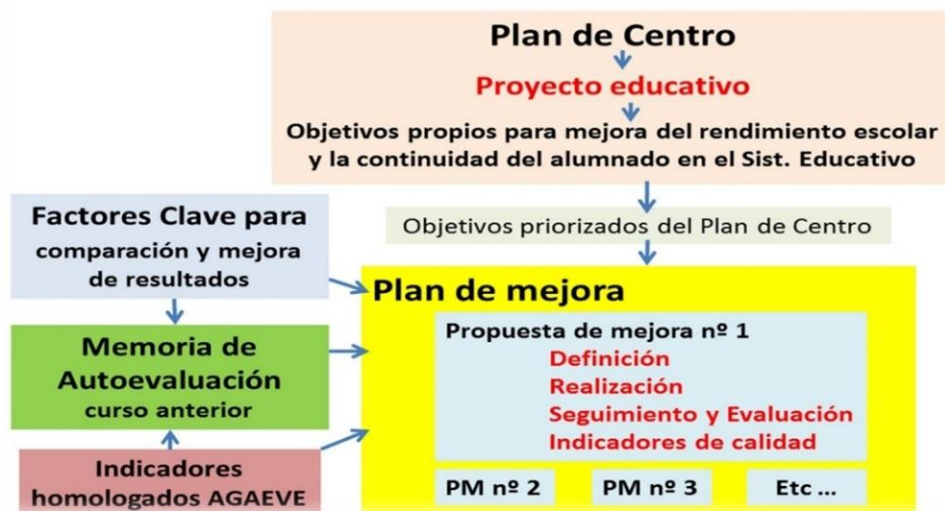 Plan de Centro
Proyecto educativo
Objetivos propios para mejora del rendimiento escolar
y la continuidad del alumnado en el Sist. Educativo
Objetivos priorizados del Plan de Centro
Factores Clave para
comparación y mejora
de resultados
Memoria de
Autoevaluación
curso anterior
Indicadores
homologados AGAEVE
Plan de mejora
Propuesta de mejora nº 1
Definición
Realización
Seguimiento y Evaluación
Indicadores de calidad
PM nº 2
PM nº 3
Etc ...